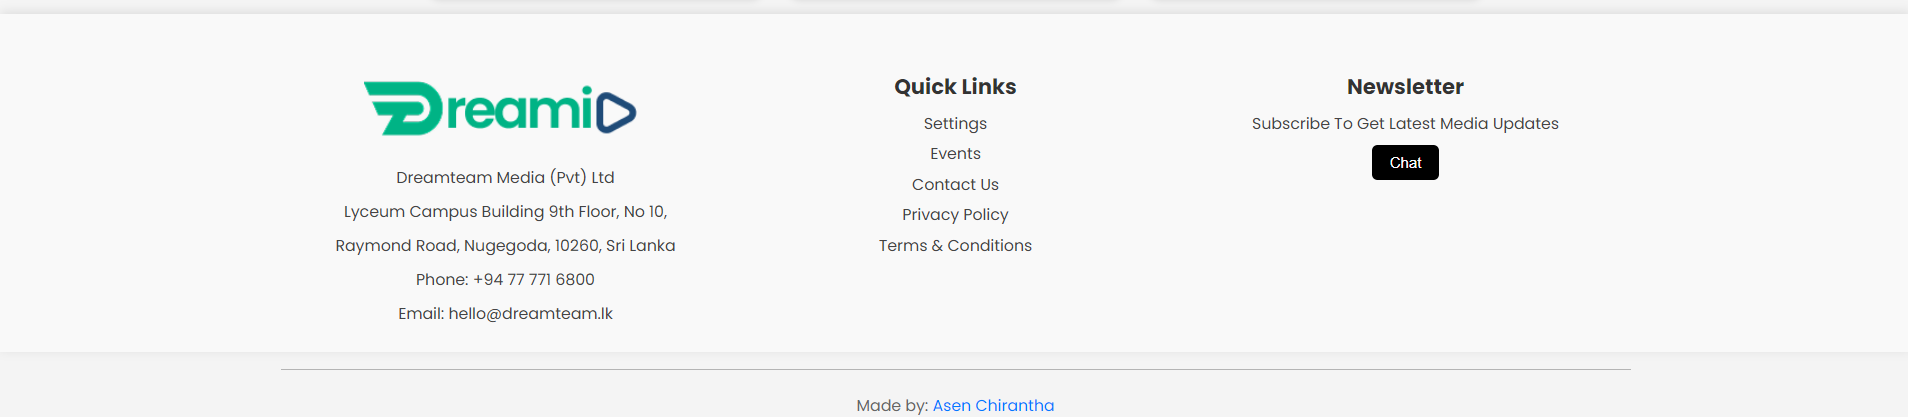 Dreami
Dreamteam Media (Pvt) Ltd
Lyceum Campus Building 9th Floor, No 10,
Raymond Road, Nugegoda, 10260, Sri Lanka
Phone: +94 77 771 6800
Email: hello@dreamteam.lk
Quick Links
Settings
Events
Contact Us
Privacy Policy
Terms & Conditions
Newsletter
Subscribe To Get Latest Media Updates
Chat
Made by: Asen Chirantha